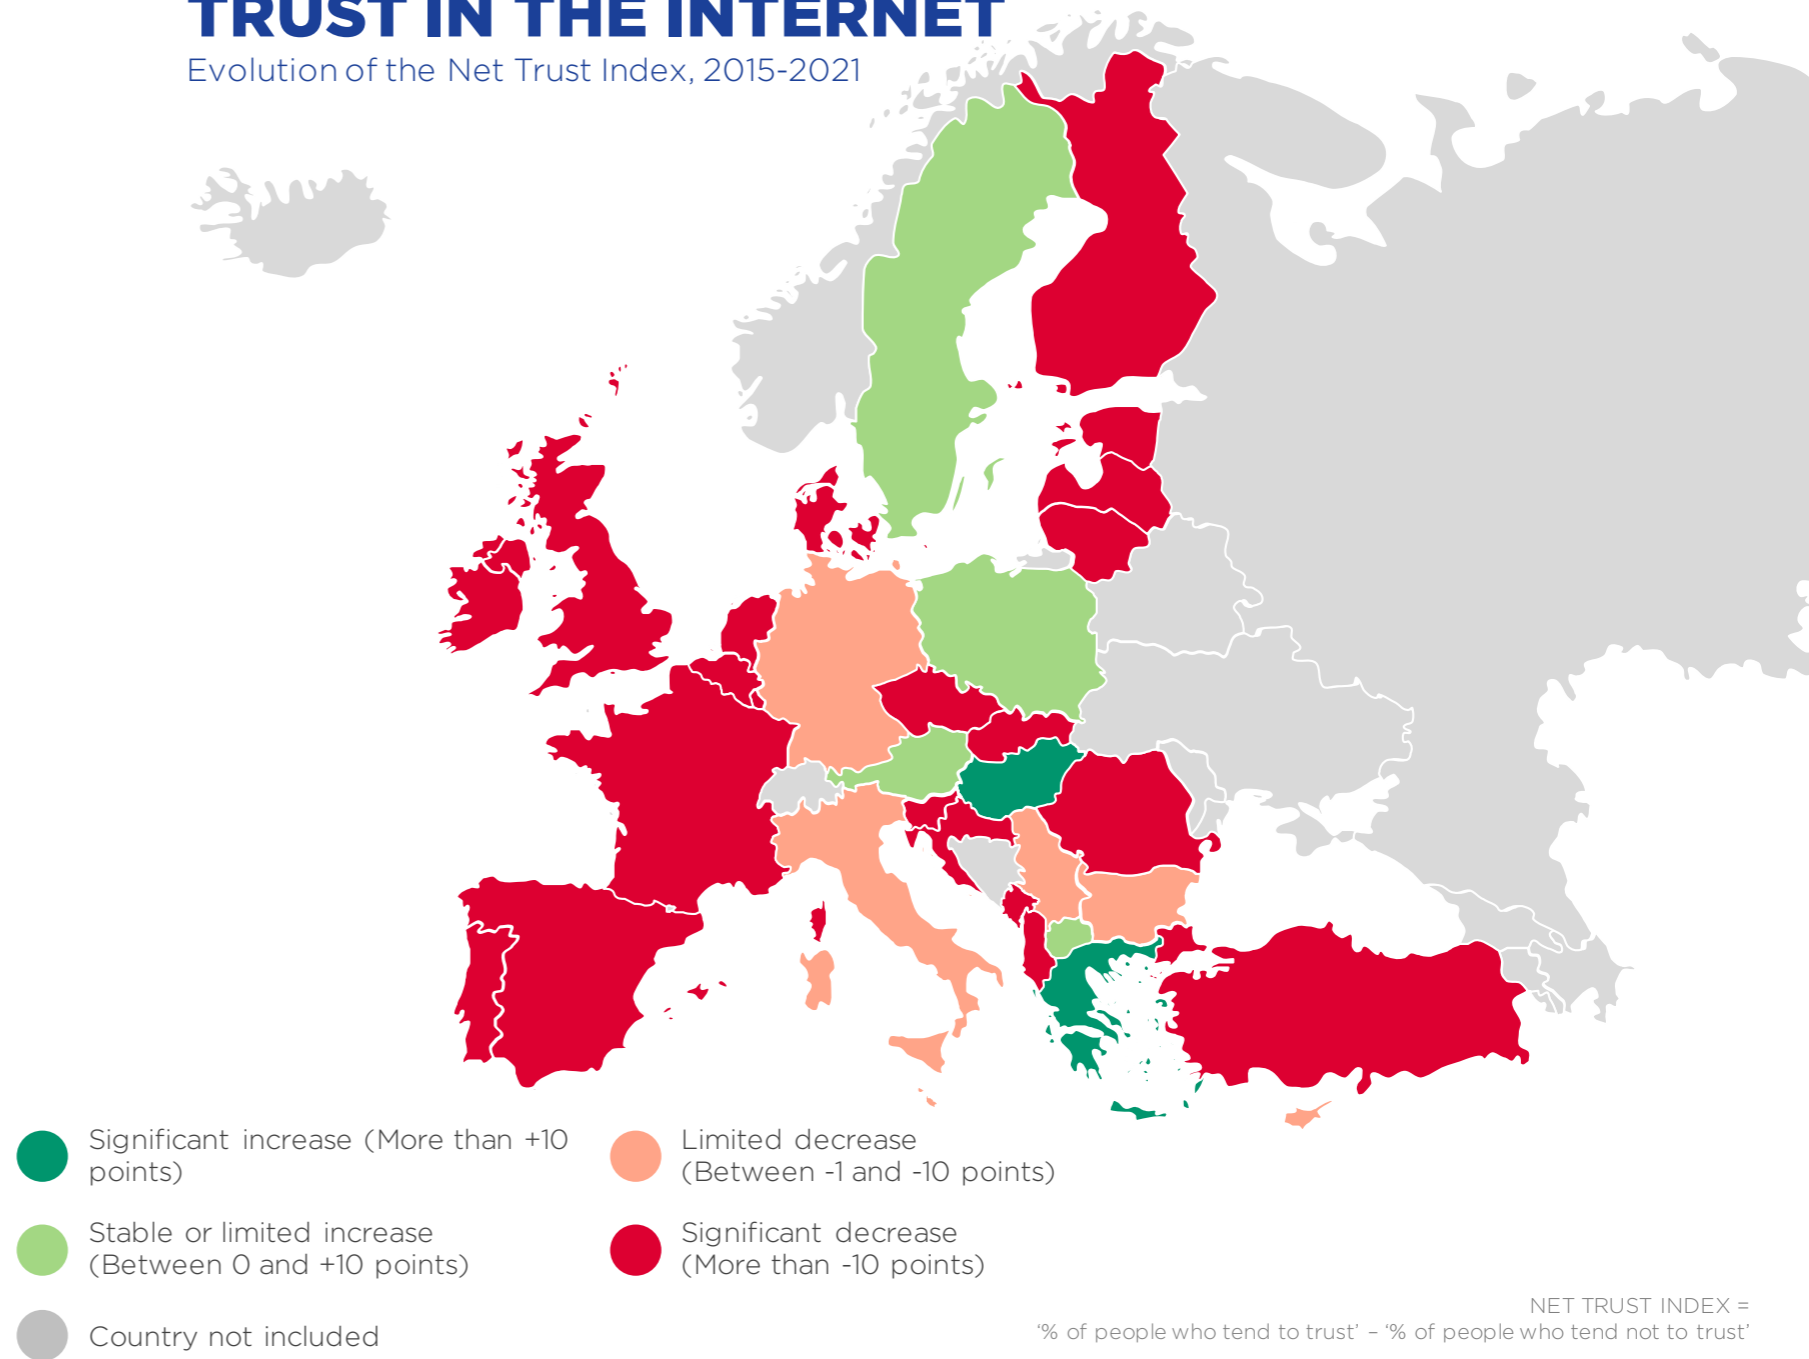 TRUST IN THE INTERNET
Evolution of the Net Trust Index, 2015-2021
Significant increase (More than +10
points)
Limited decrease
(Between -1 and -10 points)
Stable or limited increase
(Between 0 and +10 points)
Significant decrease
(More than -10 points)
Country not included
NET TRUST INDEX =
‘% of people who tend to trust’ – ‘% of people who tend not to trust’